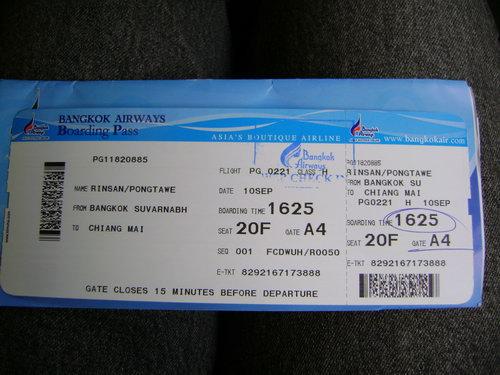 BANGKOK AIRWAYS
Boarding Pass
ASIA'S BOUTIQUE AIRLINE
www.bangkokair.com
PG11820885
FLIGHT PG 0221 CLASS H
Bangkok
Airways
NAME RINSAN/PONGTAWE
DATE 10SEP
FROM BANGKOK SUVARNABH
BOARDING TIME 1625
TO CHIANG MAI
SEAT 20F GATE A4
SEQ 001 FCDWUH/R0050
E-TKT 8292167173888
GATE CLOSES 15 MINUTES BEFORE DEPARTURE
PG11820885
RINSAN/PONGTAWE
FROM BANGKOK SU
TO CHIANG MAI
PG0221 H 10SEP
BOARDING TIME 1625
SEAT 20F GATE A4
E-TKT 8292167173888